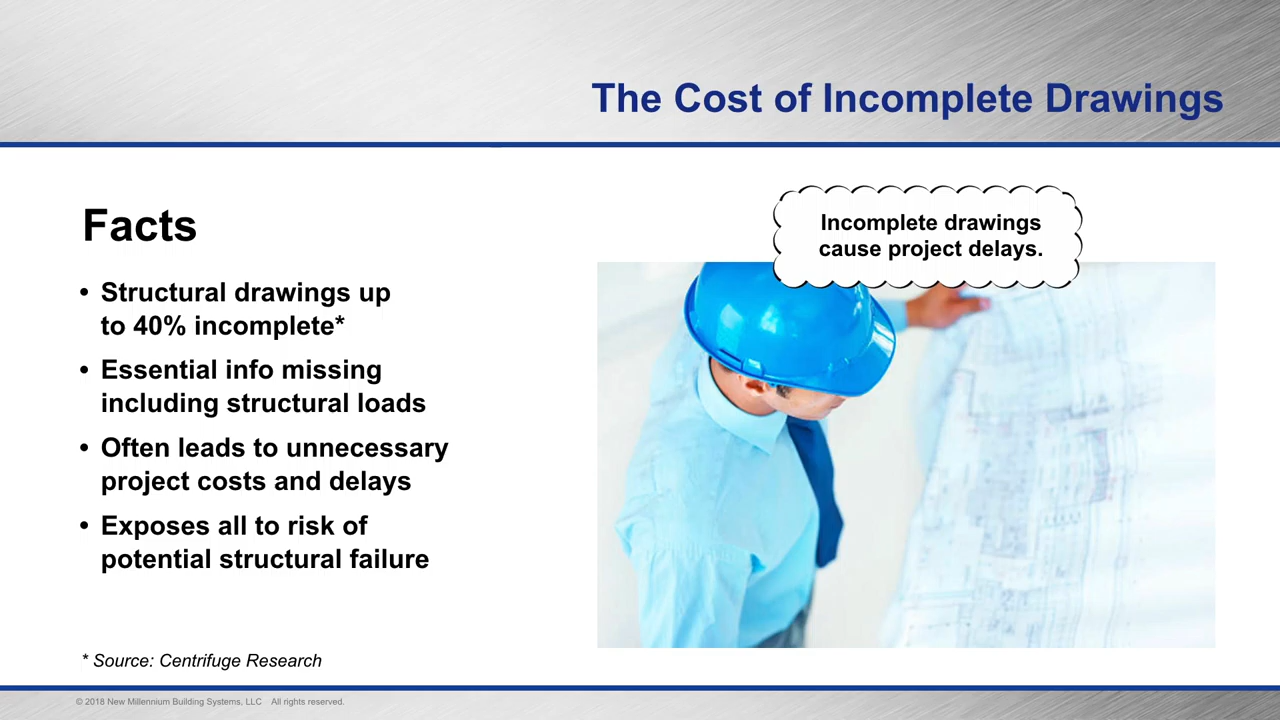 The Cost of Incomplete Drawings
Facts
• Structural drawings up
to 40% incomplete*
• Essential info missing
including structural loads
• Often leads to unnecessary
project costs and delays
• Exposes all to risk of
potential structural failure
* Source: Centrifuge Research
Incomplete drawings
cause project delays.
© 2018 New Millennium Building Systems, LLC All rights reserved.